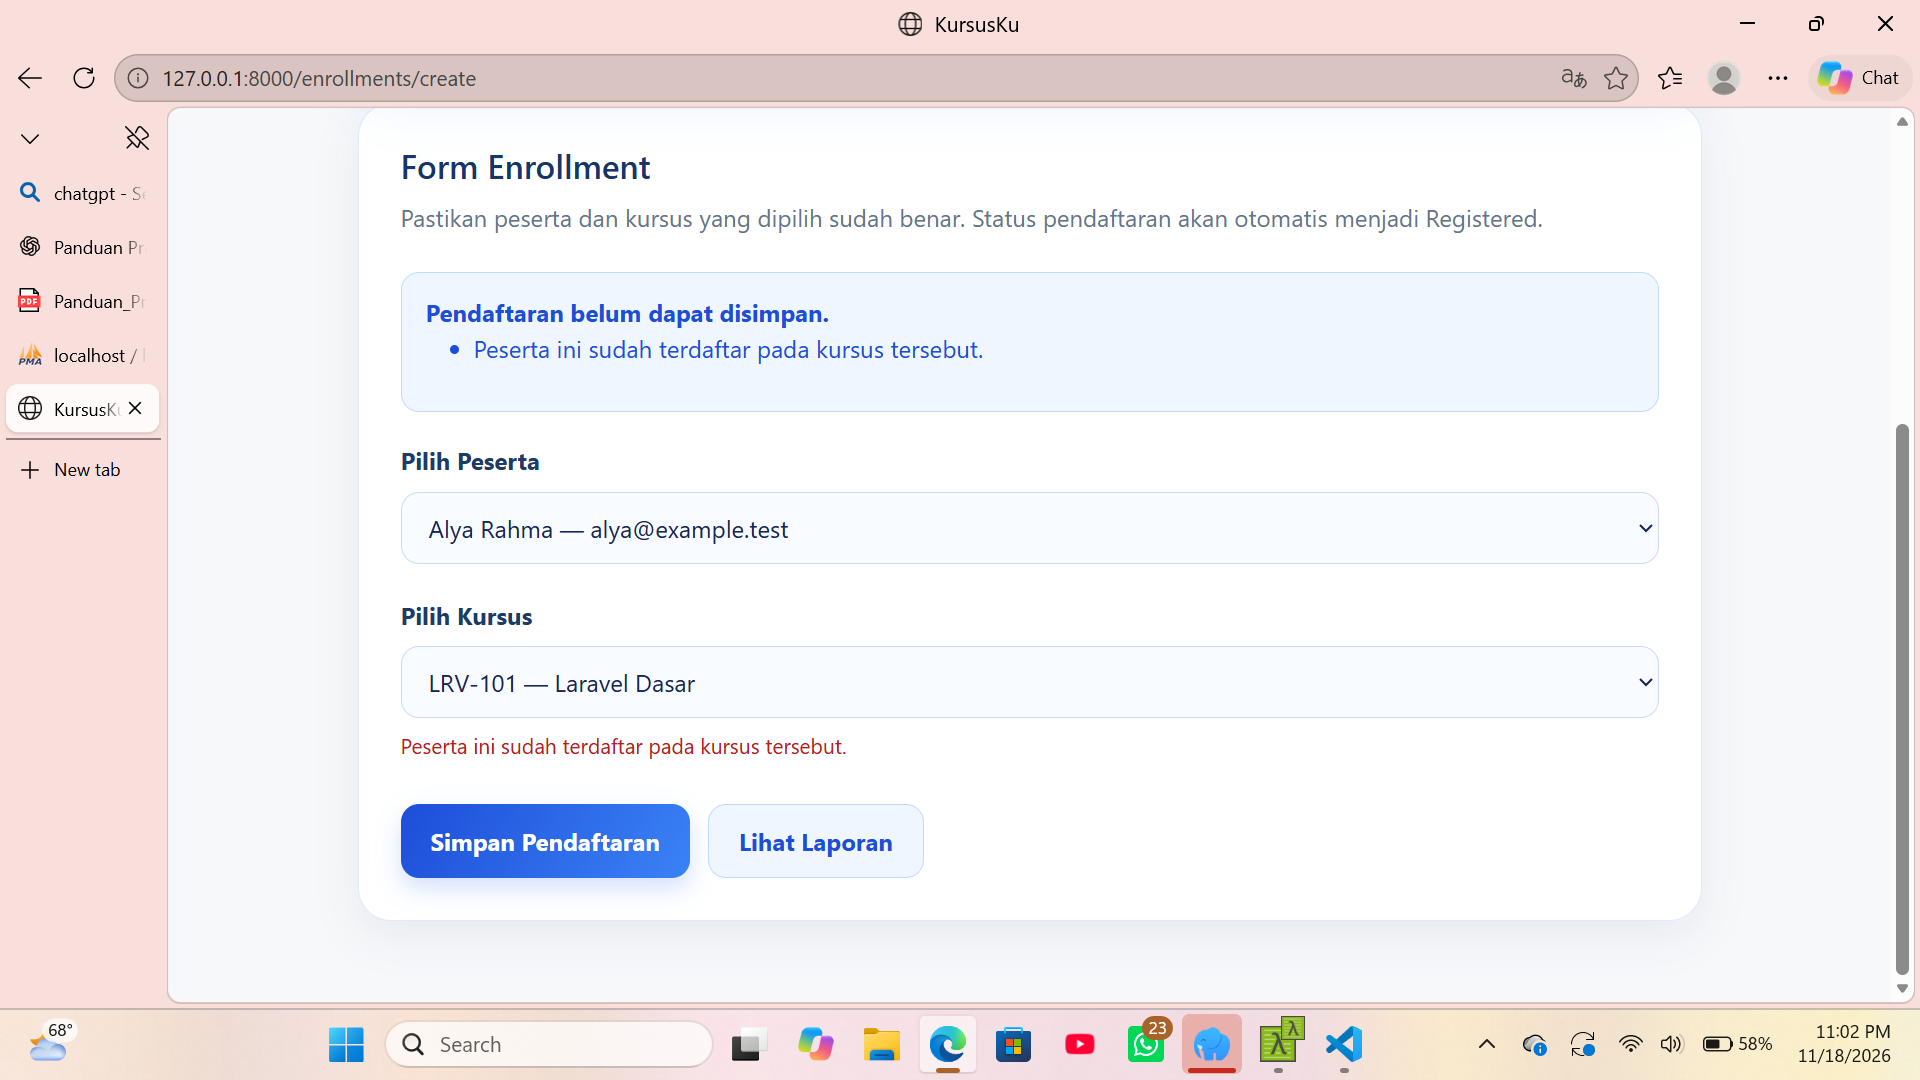 KursusKu
127.0.0.1:8000/enrollments/create
Chat
chatgpt - Se
Panduan Pr
Panduan_Pr
localhost / l
KursusKu
New tab
Form Enrollment
Pastikan peserta dan kursus yang dipilih sudah benar. Status pendaftaran akan otomatis menjadi Registered.
Pendaftaran belum dapat disimpan.
• Peserta ini sudah terdaftar pada kursus tersebut.
Pilih Peserta
Alya Rahma — alya@example.test
Pilih Kursus
LRV-101 — Laravel Dasar
Peserta ini sudah terdaftar pada kursus tersebut.
Simpan Pendaftaran
Lihat Laporan
68°
Search
23
58%
11:02 PM
11/18/2026